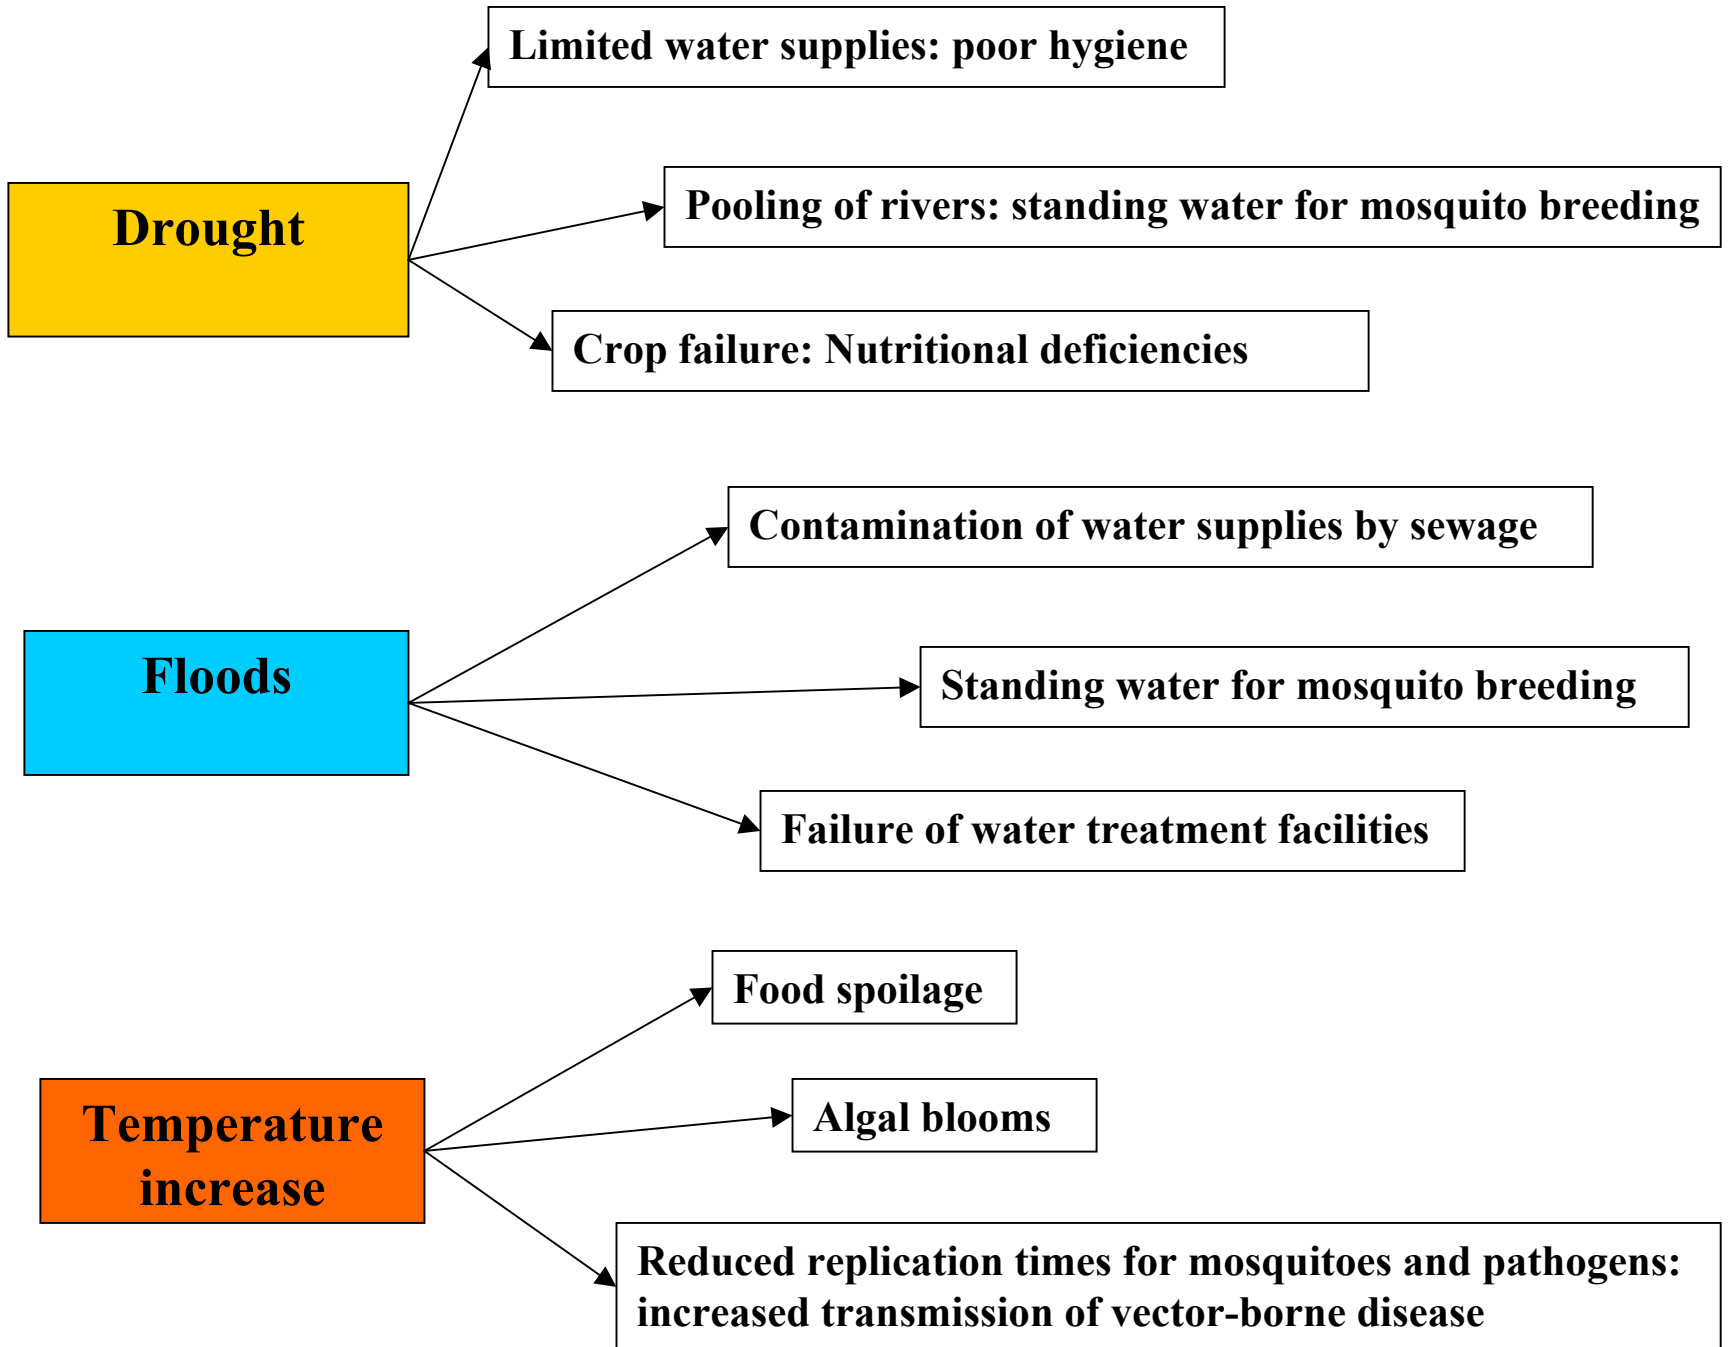 Limited water supplies: poor hygiene
Drought
Pooling of rivers: standing water for mosquito breeding
Crop failure: Nutritional deficiencies
Contamination of water supplies by sewage
Floods
Standing water for mosquito breeding
Failure of water treatment facilities
Food spoilage
Temperature
increase
Algal blooms
Reduced replication times for mosquitoes and pathogens:
increased transmission of vector-borne disease